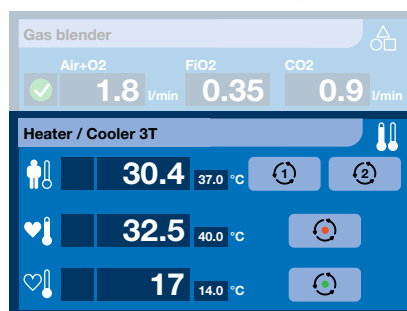 Gas blender
Air+O2 FiO2 CO2
1.8 l/min 0.35 0.9 l/min
Heater / Cooler 3T
30.4 37.0 °C 1 2
32.5 40.0 °C
17 14.0 °C